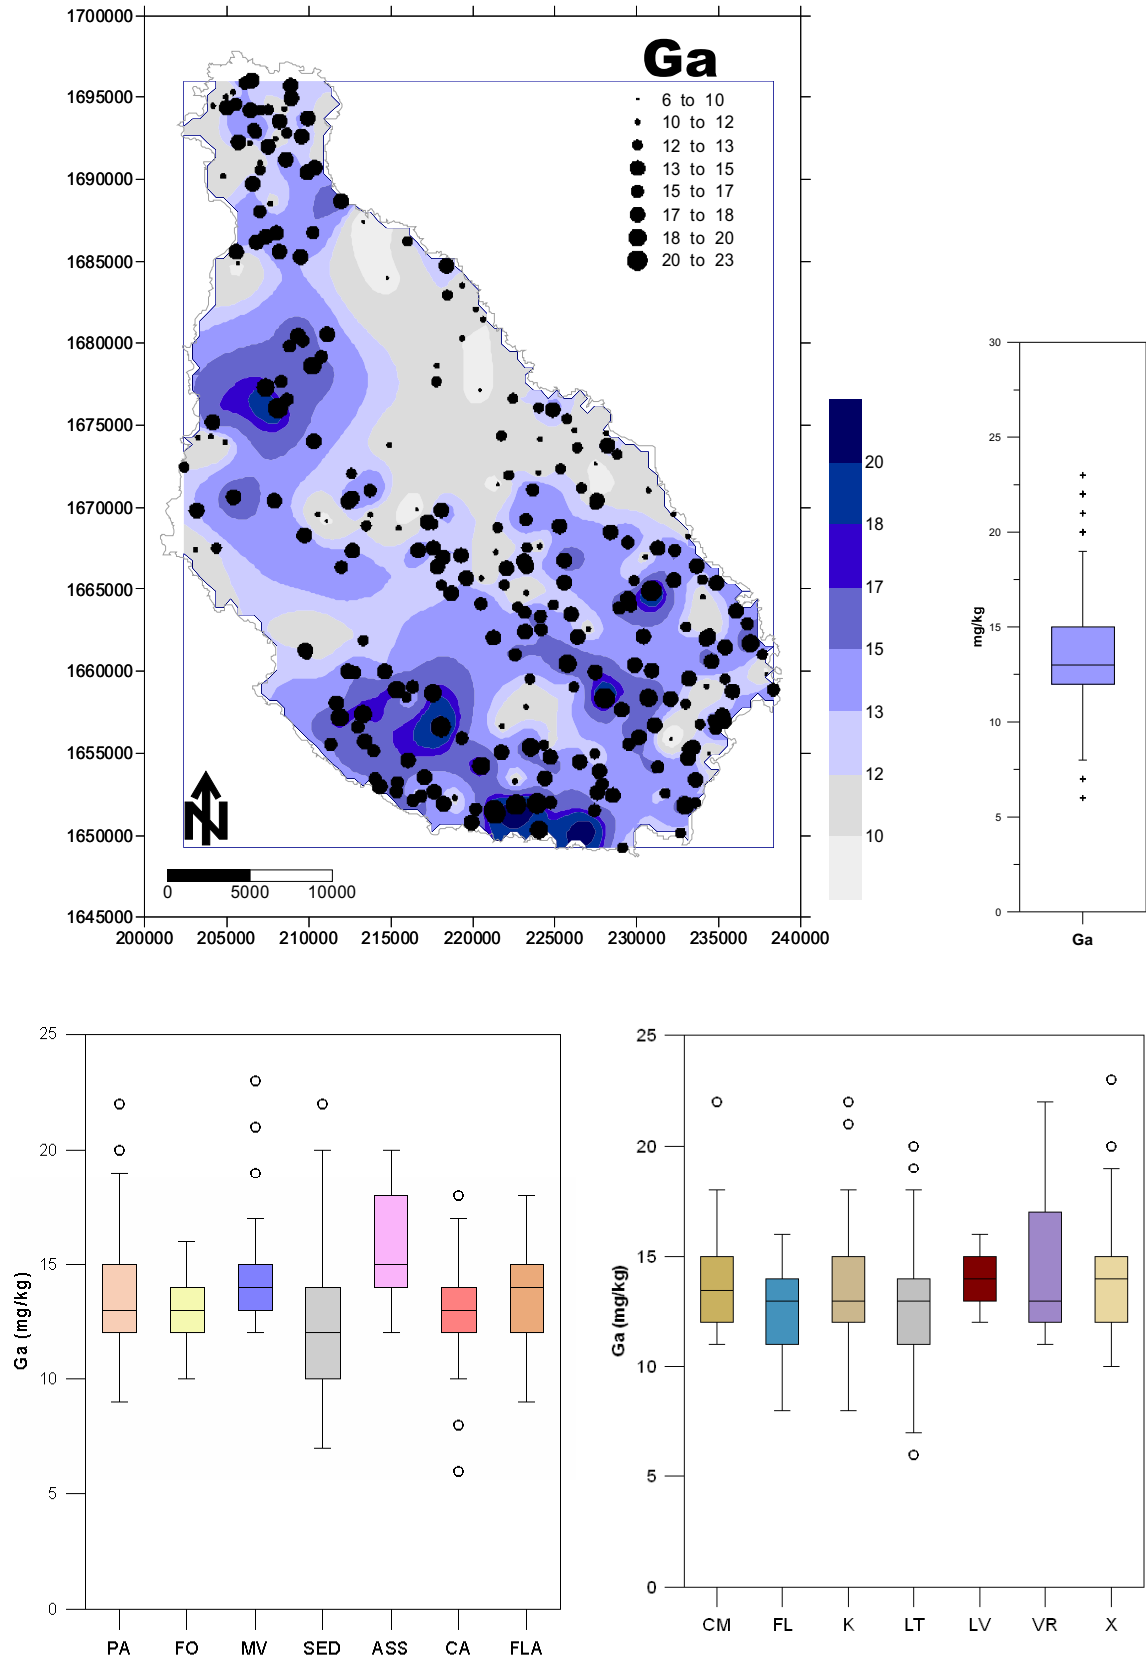 1700000
Ga
1695000
6 to 10
10 to 12
12 to 13
13 to 15
15 to 17
17 to 18
18 to 20
20 to 23
1690000
1685000
1680000
1675000
1670000
1665000
1660000
1655000
1650000
1645000
N
0 5000 10000
200000 205000 210000 215000 220000 225000 230000 235000 240000
20
18
17
15
13
12
10
30
25
20
15
10
5
0
mg/kg
Ga
25
20
15
10
5
0
Ga (mg/kg)
PA FO MV SED ASS CA FLA
25
20
15
10
5
0
Ga (mg/kg)
CM FL K LT LV VR X